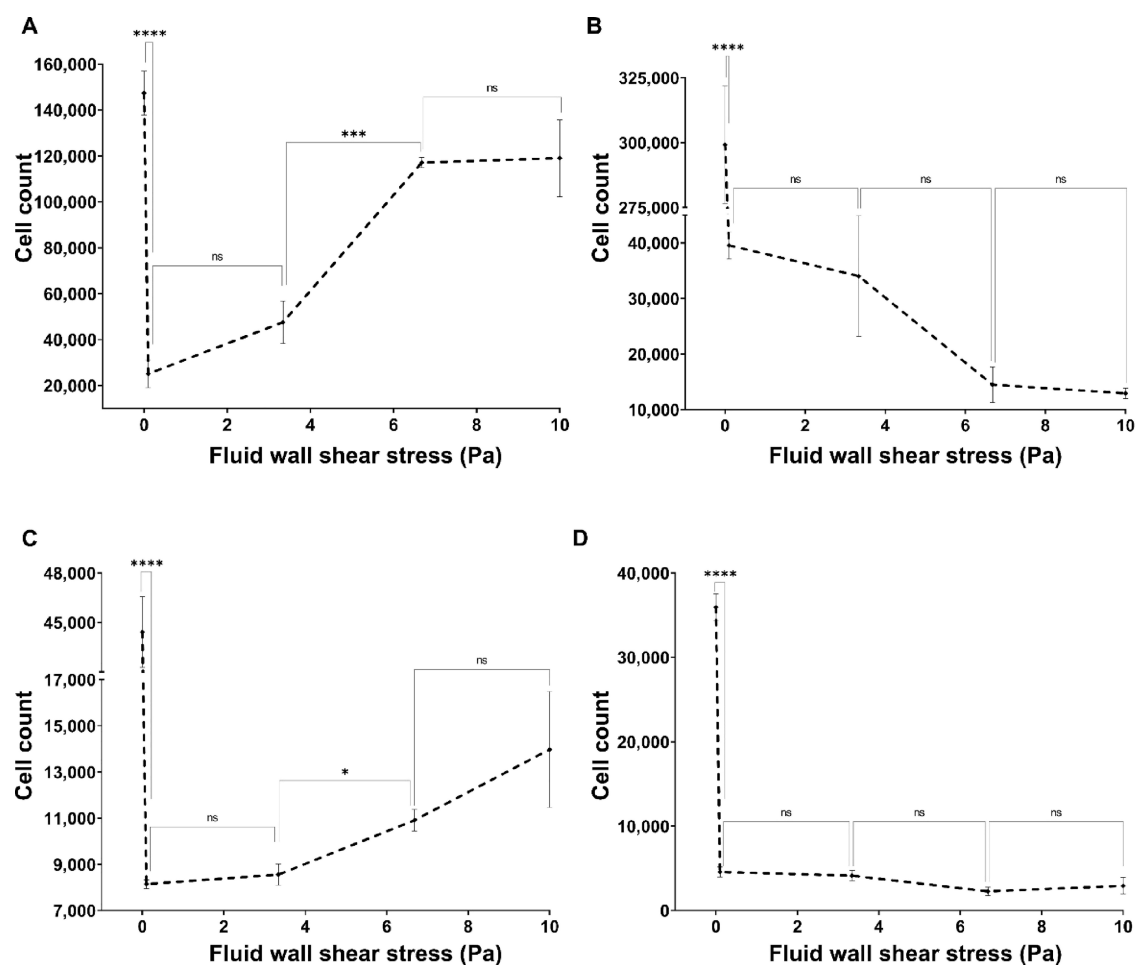 A
****
160,000
140,000
120,000
100,000
80,000
60,000
40,000
20,000
Cell count
ns
***
ns
0 2 4 6 8 10
Fluid wall shear stress (Pa)
B
****
325,000
300,000
275,000
40,000
30,000
20,000
10,000
Cell count
ns
ns
ns
0 2 4 6 8 10
Fluid wall shear stress (Pa)
C
****
48,000
45,000
17,000
15,000
13,000
11,000
9,000
7,000
Cell count
ns
*
ns
0 2 4 6 8 10
Fluid wall shear stress (Pa)
D
****
40,000
30,000
20,000
10,000
0
Cell count
ns
ns
ns
0 2 4 6 8 10
Fluid wall shear stress (Pa)